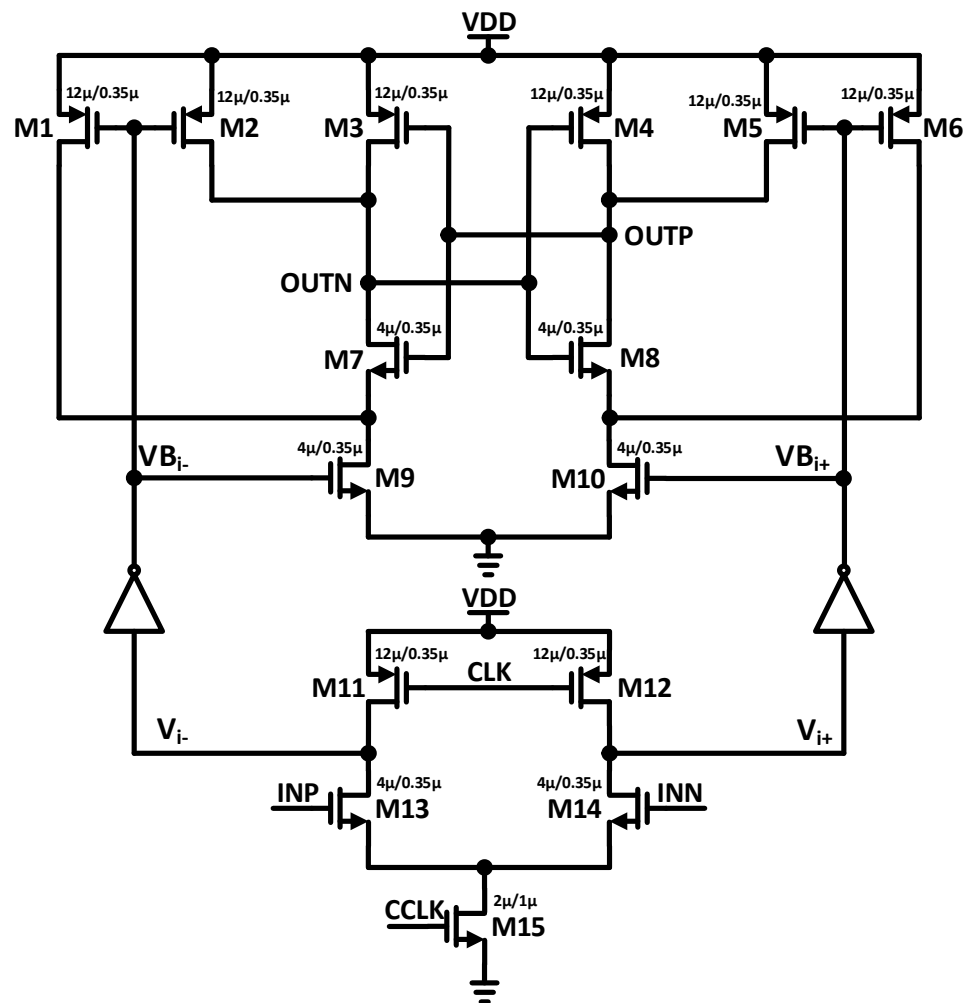 VDD
12µ/0.35µ 12µ/0.35µ 12µ/0.35µ 12µ/0.35µ 12µ/0.35µ 12µ/0.35µ
M1 M2 M3 M4 M5 M6
OUTP
OUTN
4µ/0.35µ 4µ/0.35µ
M7 M8
4µ/0.35µ 4µ/0.35µ
VBi- M9 M10 VBi+
VDD
12µ/0.35µ 12µ/0.35µ
CLK
M11 M12
Vi- Vi+
4µ/0.35µ 4µ/0.35µ
INP M13 M14 INN
2µ/1µ
CCLK M15